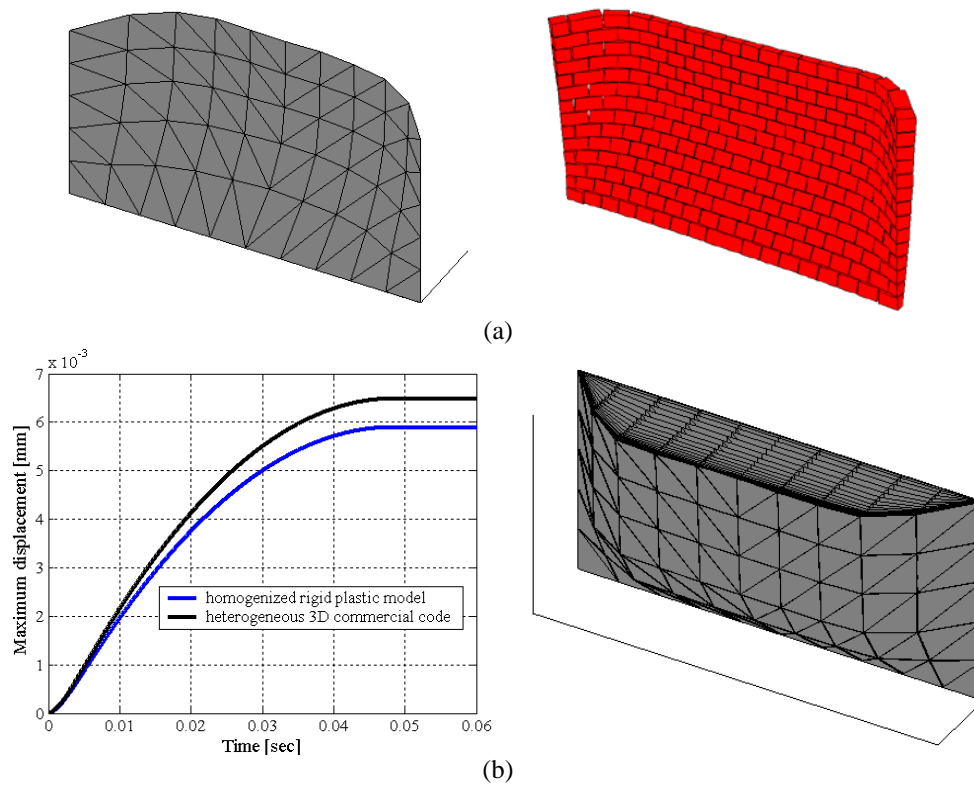 (a)
x 10⁻³
7
6
5
4
3
2
1
0
Maximum displacement [mm]
homogenized rigid plastic model
heterogeneous 3D commercial code
0 0.01 0.02 0.03 0.04 0.05 0.06
Time [sec]
(b)